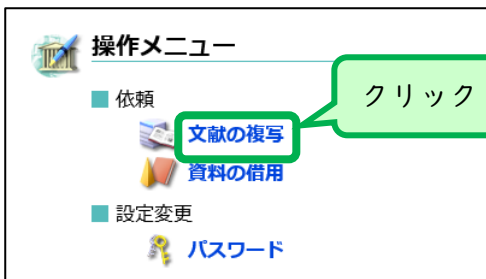 操作メニュー
依頼
クリック
文献の複写
資料の借用
設定変更
パスワード